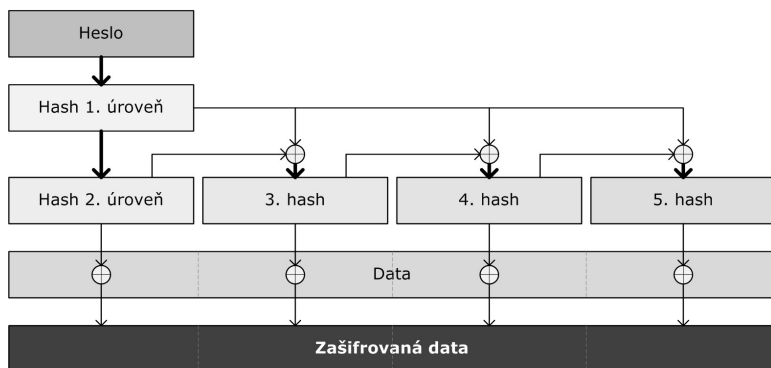 Heslo
Hash 1. úroveň
Hash 2. úroveň
3. hash
4. hash
5. hash
Data
Zašifrovaná data